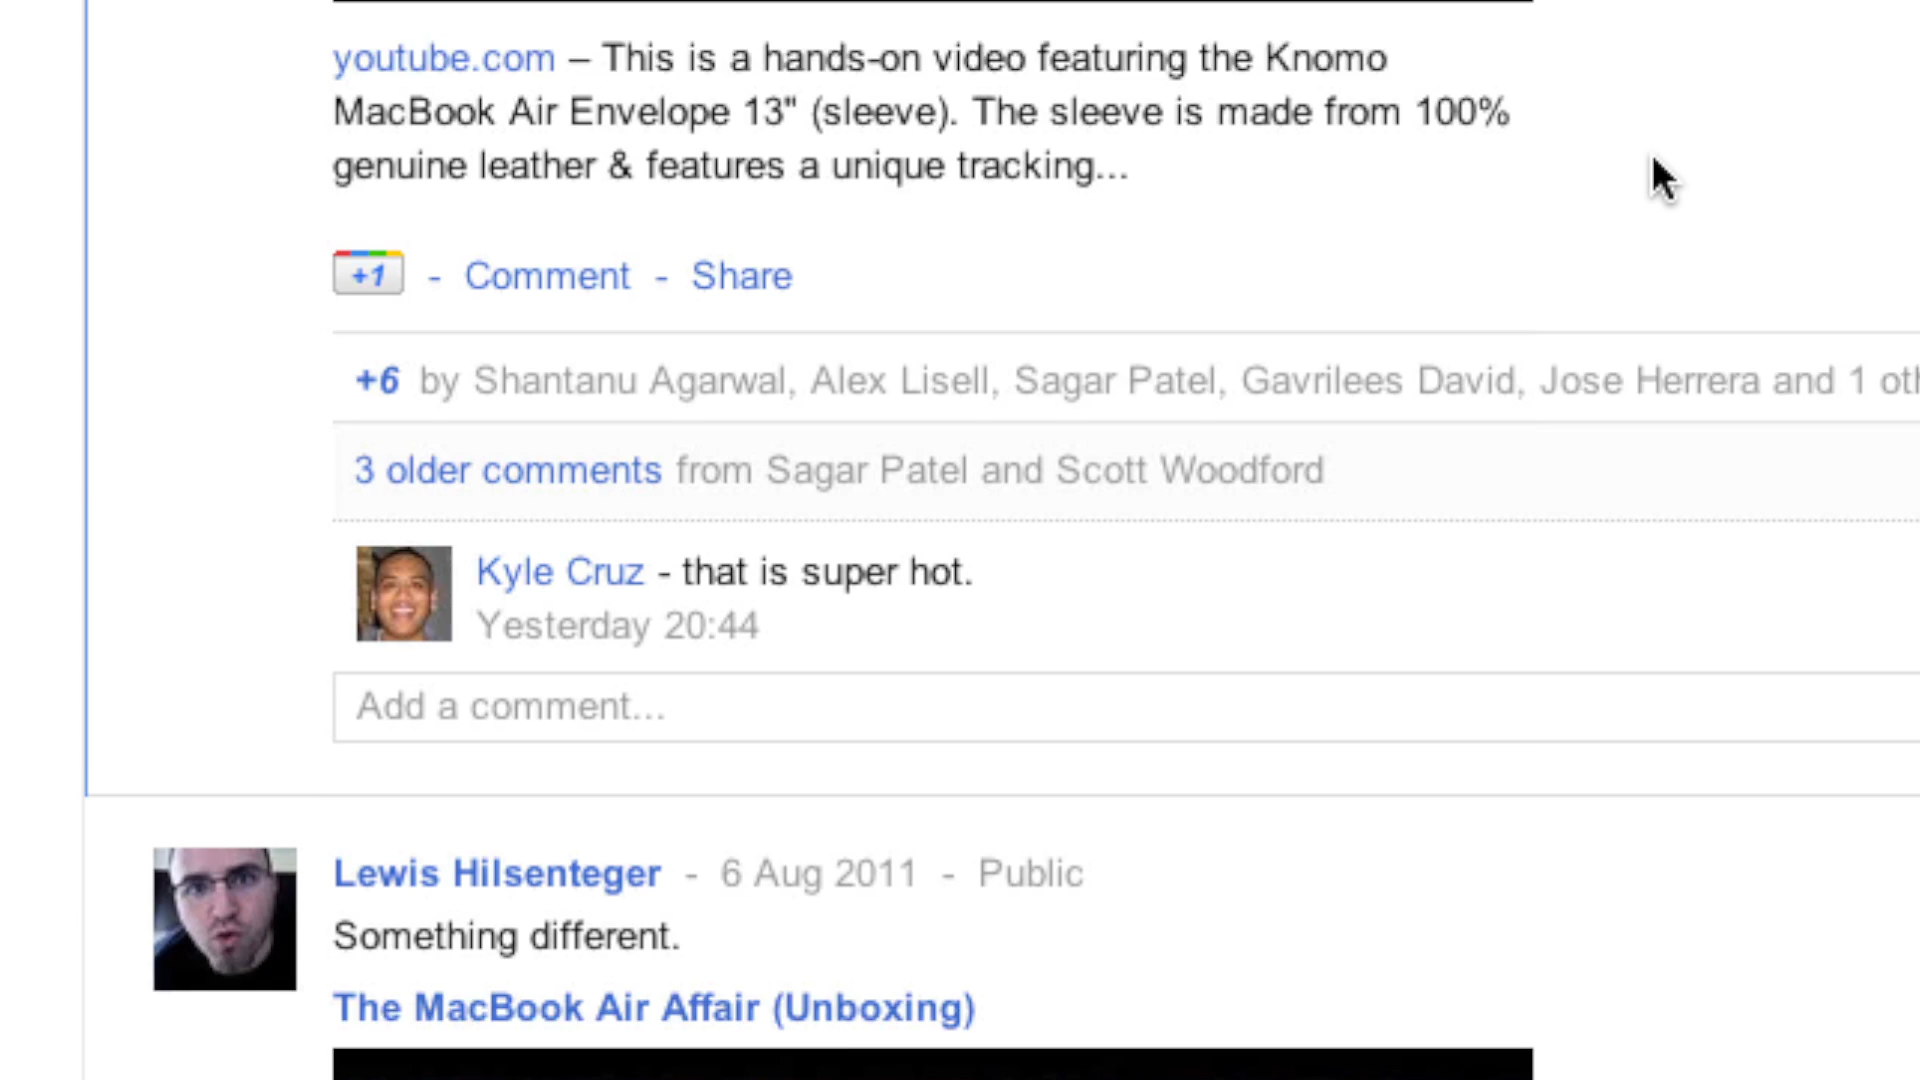 youtube.com – This is a hands-on video featuring the Knomo
MacBook Air Envelope 13" (sleeve). The sleeve is made from 100%
genuine leather & features a unique tracking...
+1 - Comment - Share
+6 by Shantanu Agarwal, Alex Lisell, Sagar Patel, Gavrilees David, Jose Herrera and 1
3 older comments from Sagar Patel and Scott Woodford
Kyle Cruz - that is super hot.
Yesterday 20:44
Add a comment...
Lewis Hilsenteger - 6 Aug 2011 - Public
Something different.
The MacBook Air Affair (Unboxing)